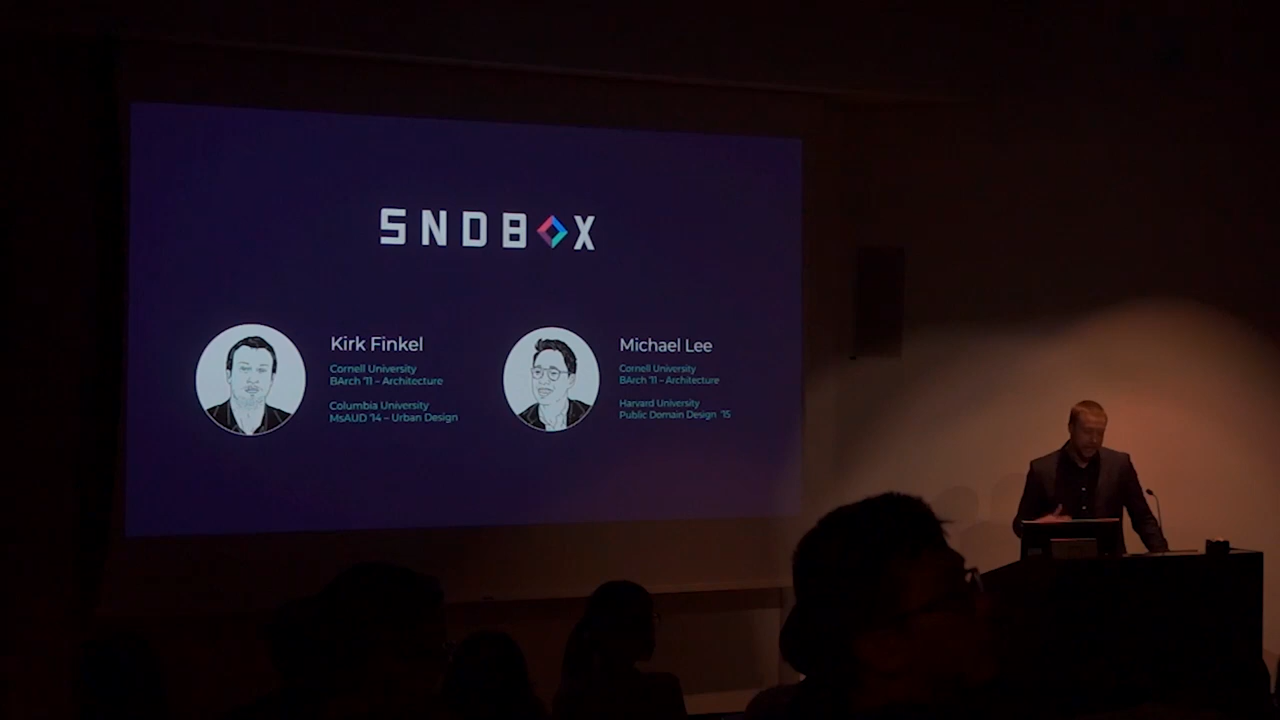 SNDBOX
Kirk Finkel
Cornell University
BArch '11 – Architecture
Columbia University
MsAUD '14 – Urban Design
Michael Lee
Cornell University
BArch '11 – Architecture
Harvard University
Public Domain Design '15